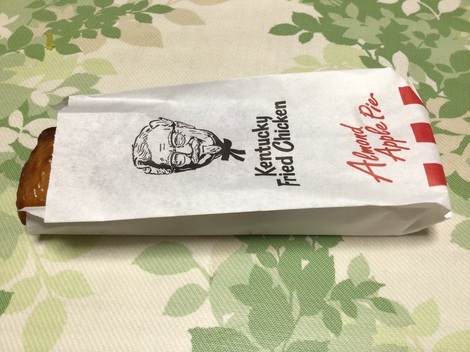 Kentucky
Fried Chicken
Almond
Apple Pie